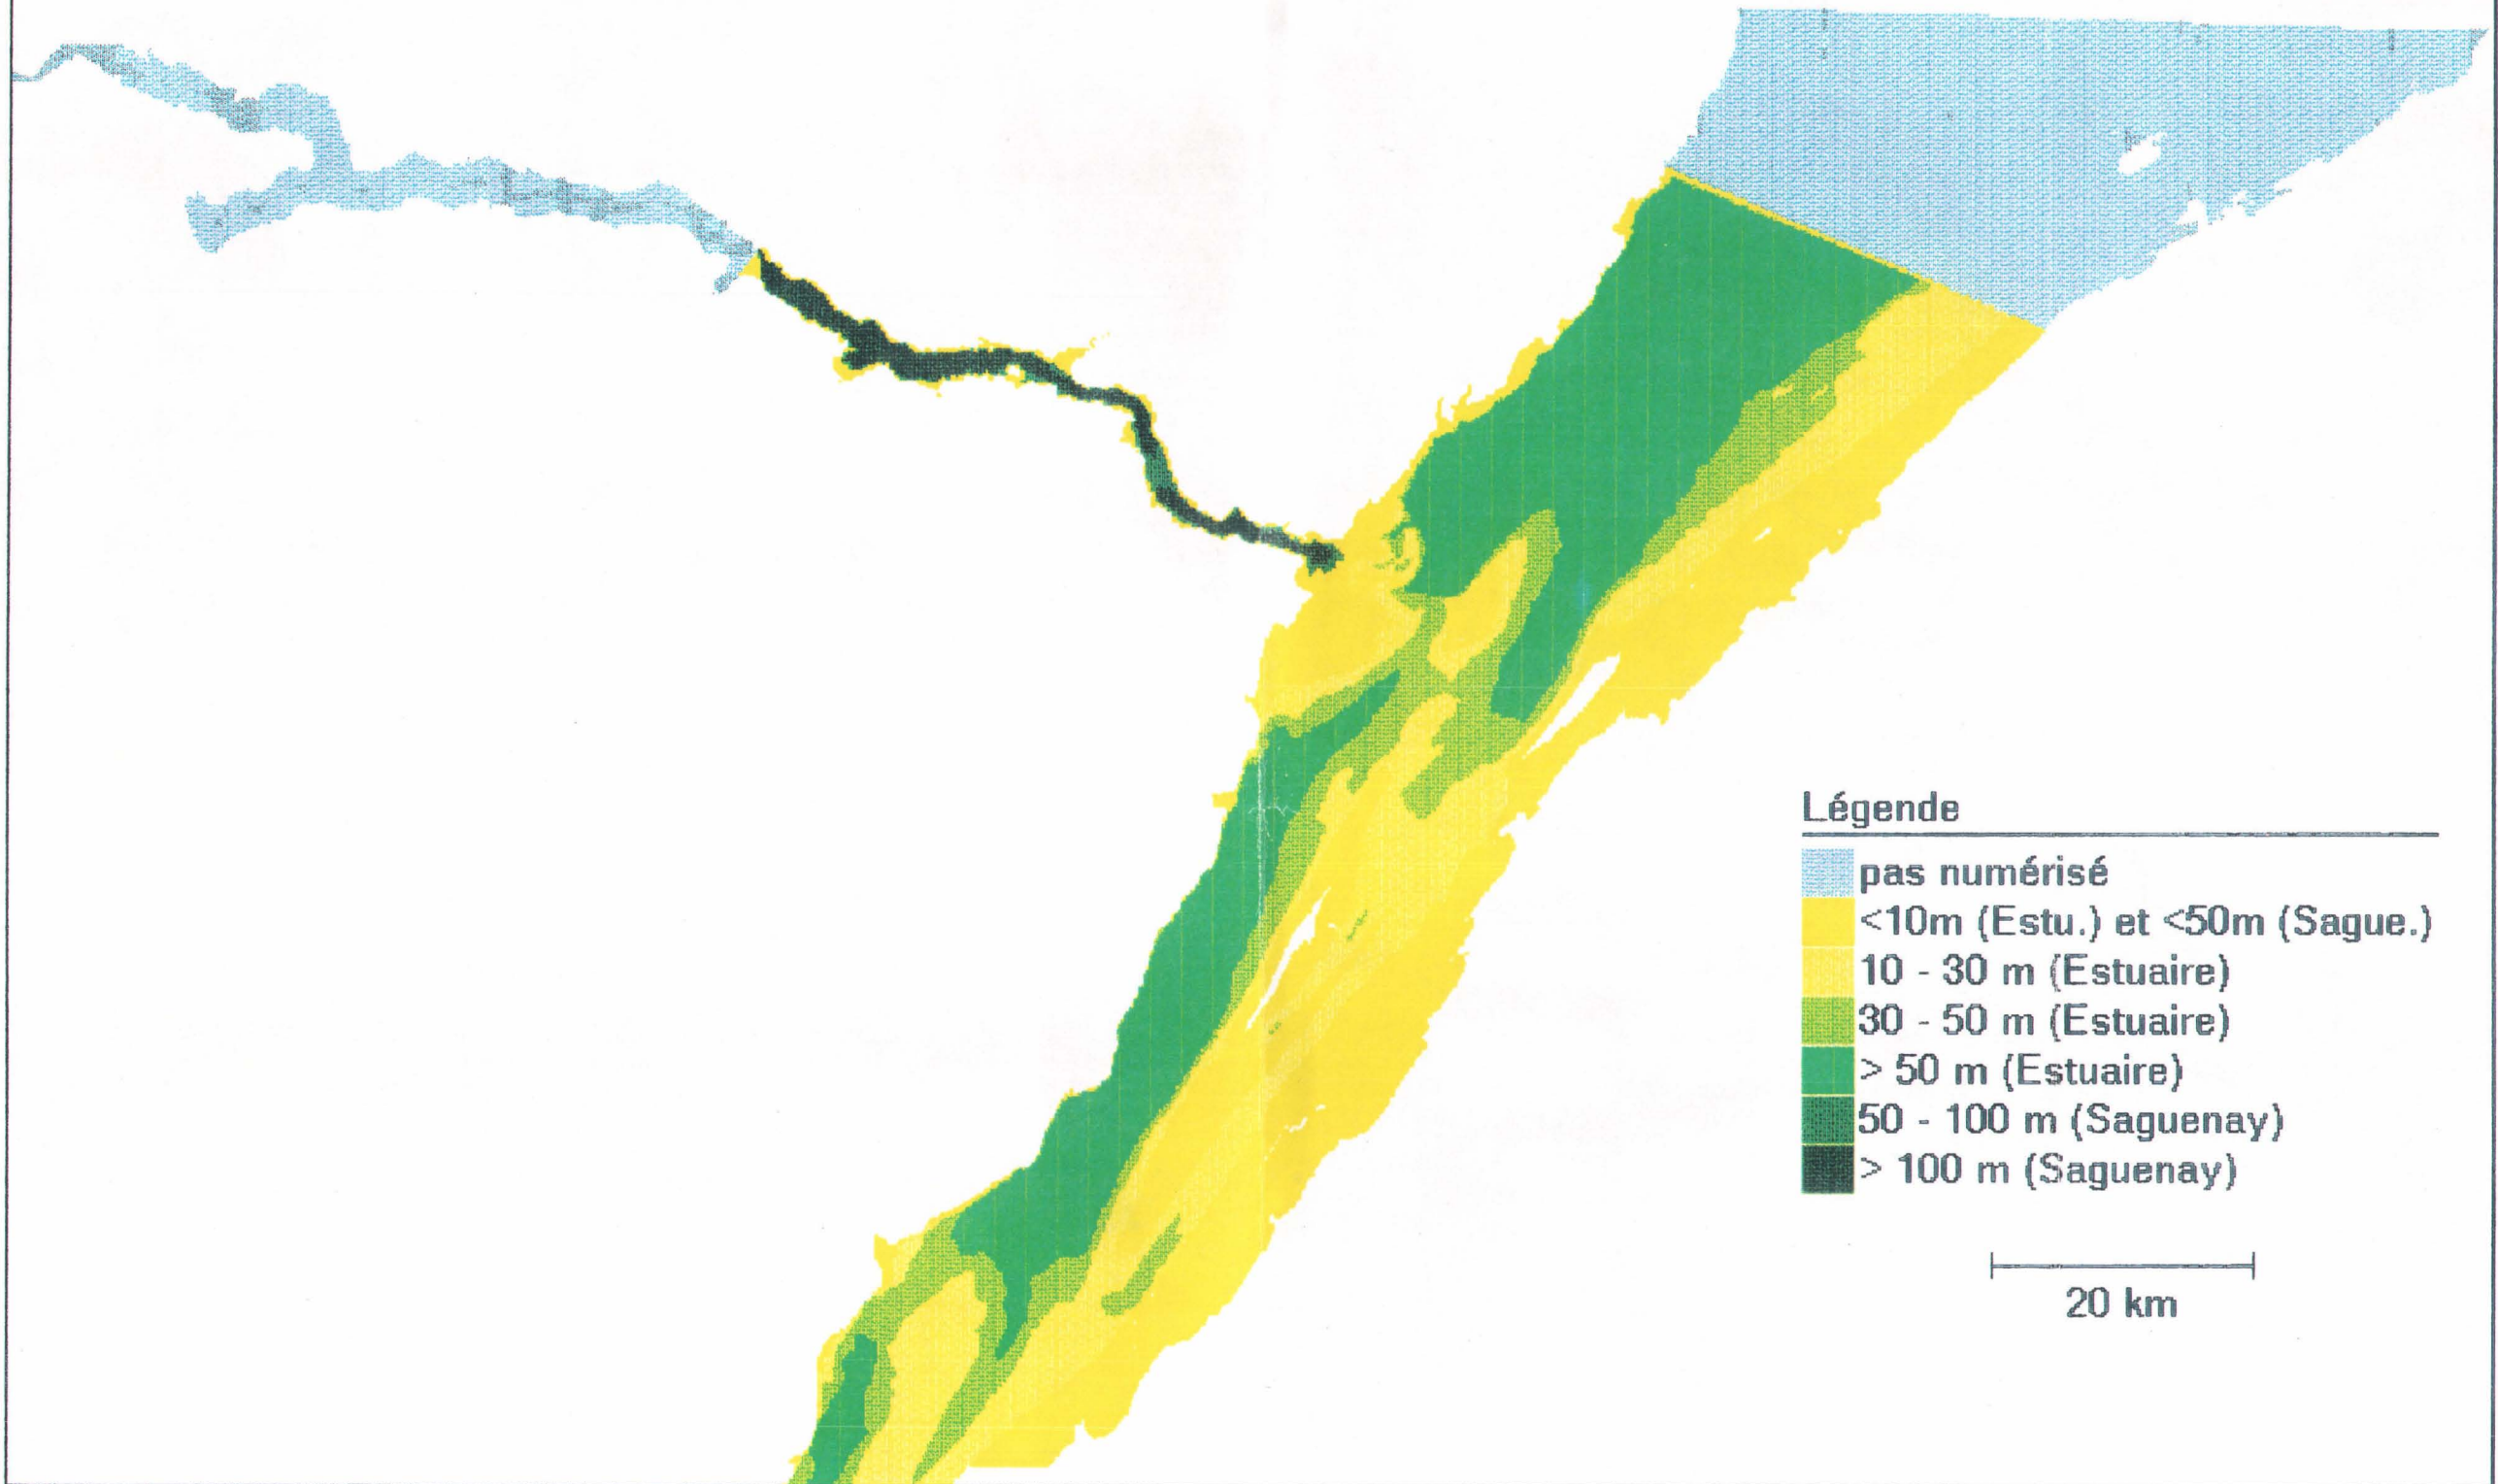 Légende
pas numérisé
<10m (Estu.) et <50m (Sague.)
10 - 30 m (Estuaire)
30 - 50 m (Estuaire)
> 50 m (Estuaire)
50 - 100 m (Saguenay)
> 100 m (Saguenay)
20 km